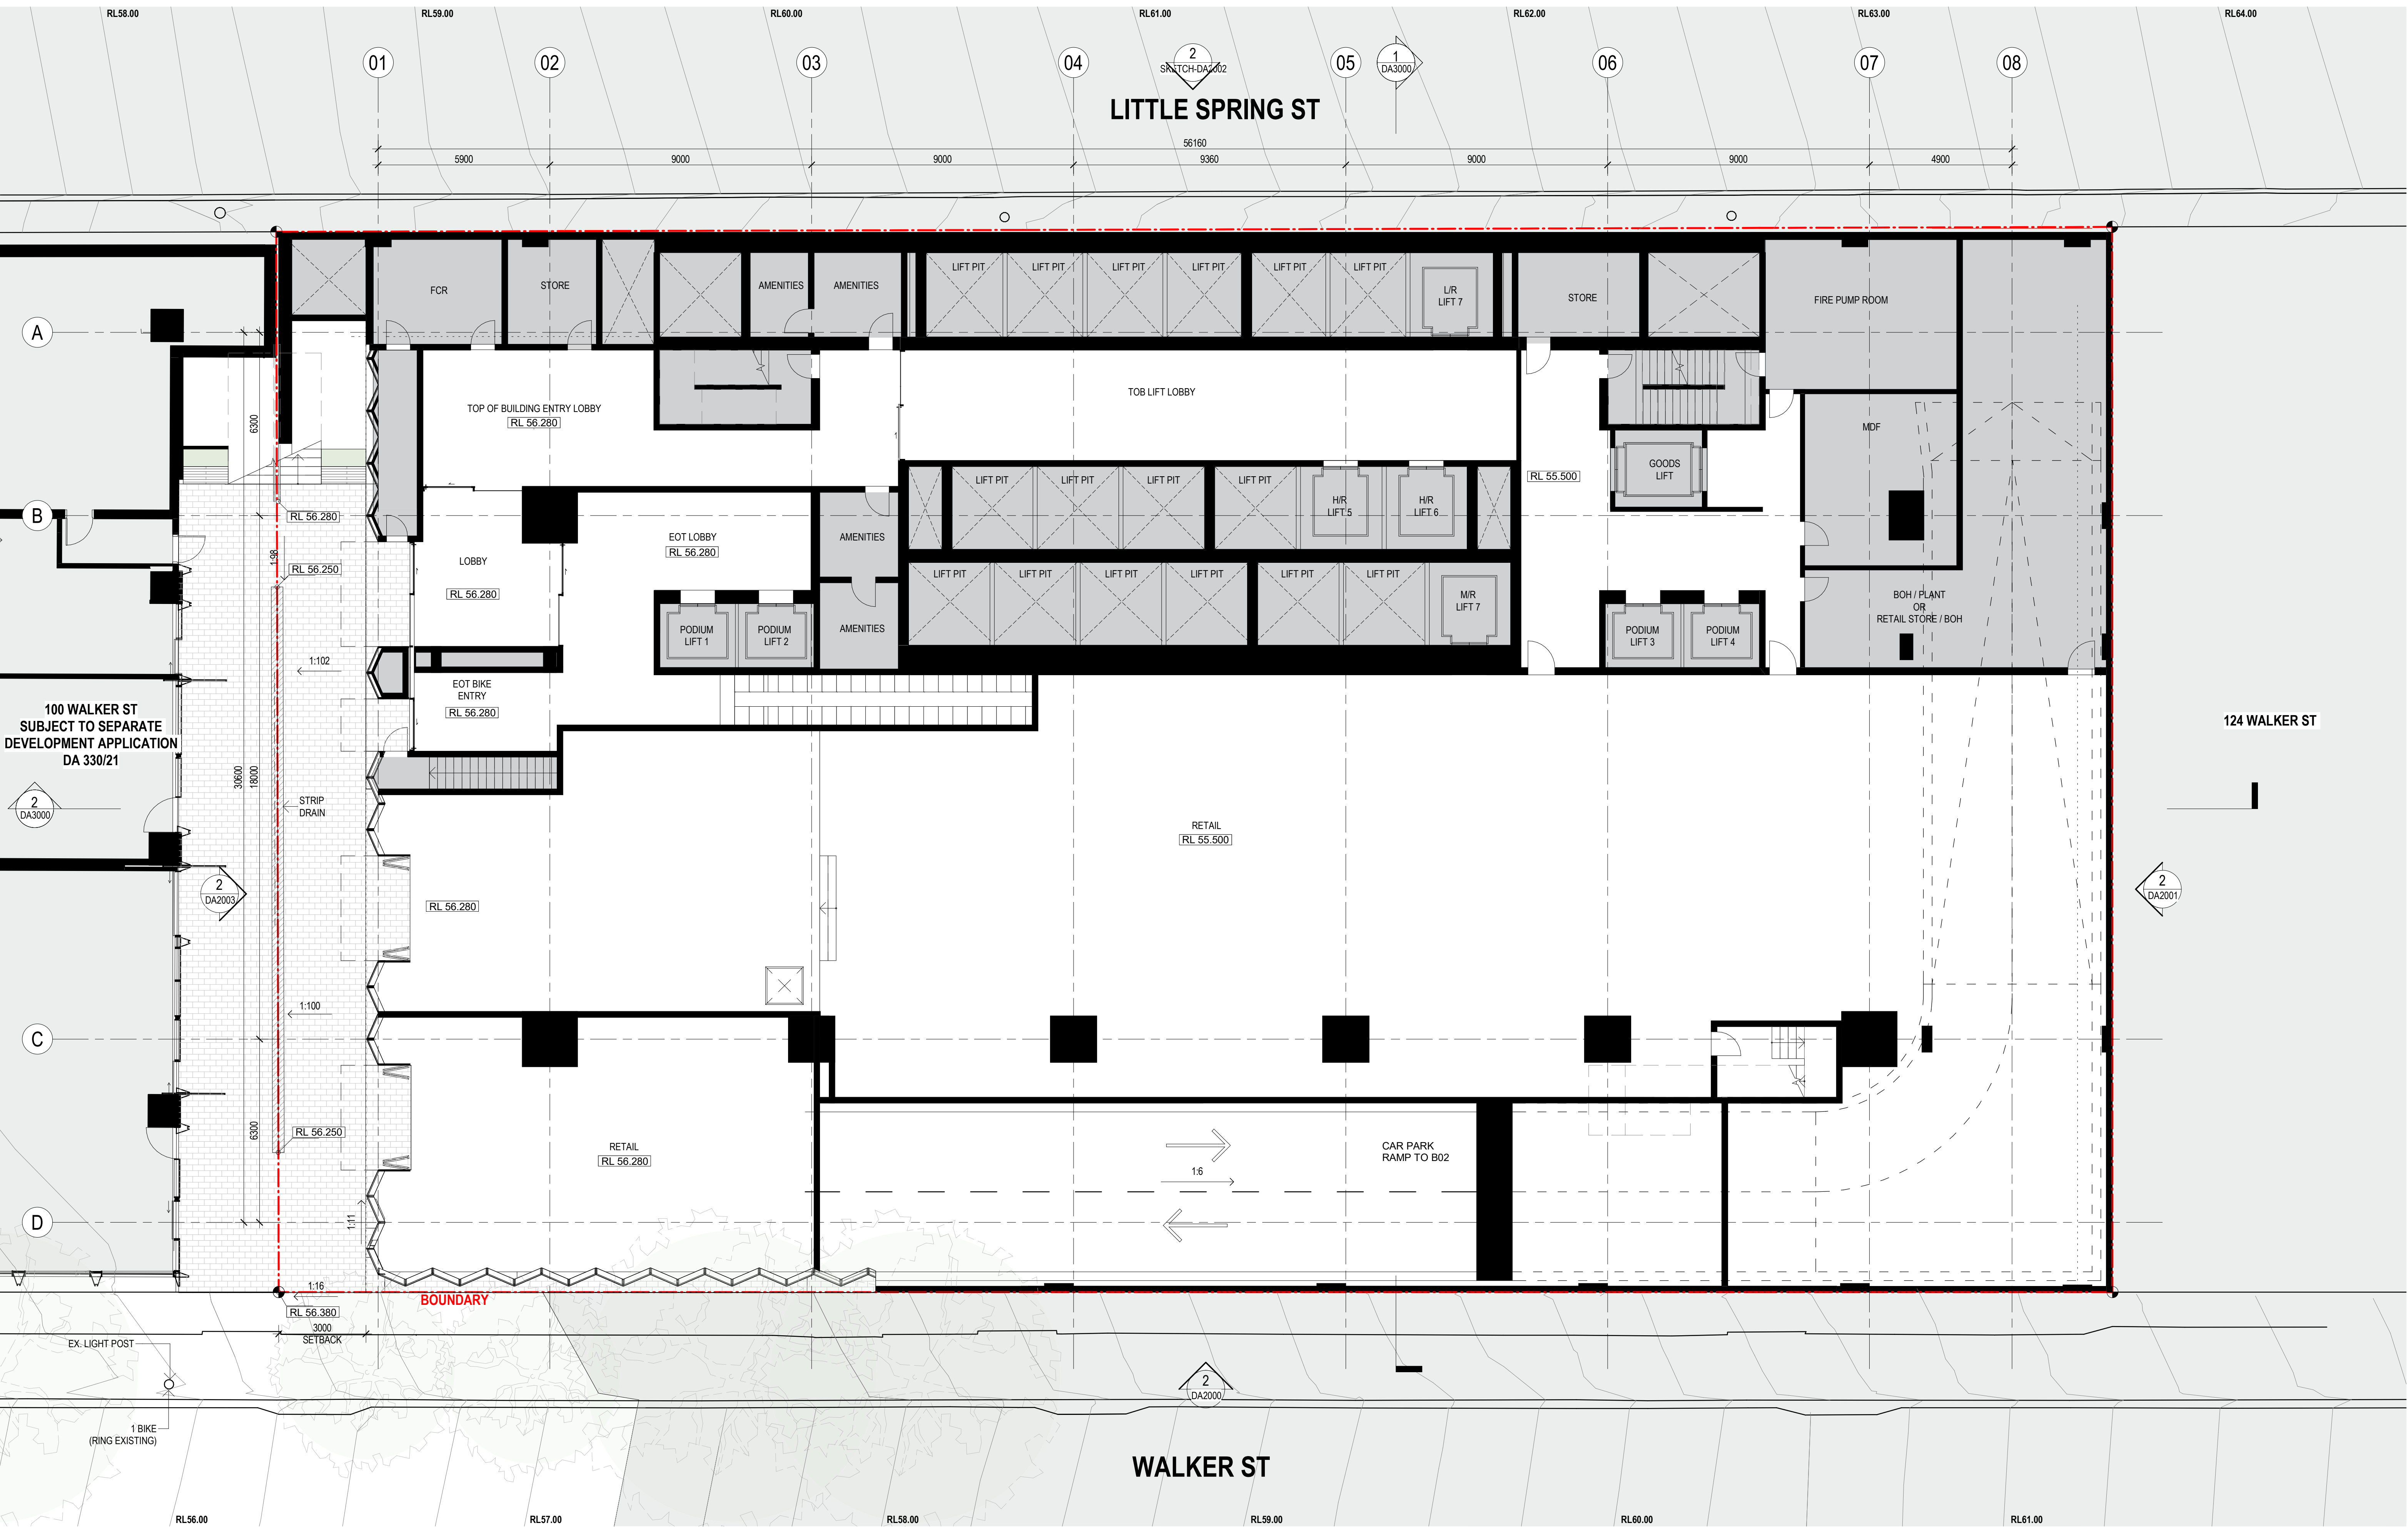 RL58.00
RL59.00
RL60.00
RL61.00
RL62.00
RL63.00
RL64.00
01
02
03
04
05
06
07
08
2
SKETCH-DA2002
1
DA3000
LITTLE SPRING ST
56160
5900
9000
9000
9360
9000
9000
4900
A
B
C
D
FCR
STORE
AMENITIES
AMENITIES
LIFT PIT
LIFT PIT
LIFT PIT
LIFT PIT
LIFT PIT
LIFT PIT
L/R
LIFT 7
STORE
FIRE PUMP ROOM
TOP OF BUILDING ENTRY LOBBY
RL 56.280
TOB LIFT LOBBY
6300
MDF
GOODS
LIFT
RL 55.500
LIFT PIT
LIFT PIT
LIFT PIT
LIFT PIT
H/R
LIFT 5
H/R
LIFT 6
RL 56.280
1:98
RL 56.250
LOBBY
RL 56.280
EOT LOBBY
RL 56.280
AMENITIES
LIFT PIT
LIFT PIT
LIFT PIT
LIFT PIT
LIFT PIT
LIFT PIT
M/R
LIFT 7
BOH / PLANT
OR
RETAIL STORE / BOH
PODIUM
LIFT 1
PODIUM
LIFT 2
AMENITIES
PODIUM
LIFT 3
PODIUM
LIFT 4
1:102
EOT BIKE
ENTRY
RL 56.280
100 WALKER ST
SUBJECT TO SEPARATE
DEVELOPMENT APPLICATION
DA 330/21
124 WALKER ST
30600
18000
STRIP
DRAIN
2
DA3000
RETAIL
RL 55.500
2
DA2003
RL 56.280
2
DA2001
1:100
6300
RL 56.250
RETAIL
RL 56.280
CAR PARK
RAMP TO B02
1:6
1:11
1:16
BOUNDARY
RL 56.380
3000
SETBACK
EX. LIGHT POST
2
DA2000
1 BIKE
(RING EXISTING)
WALKER ST
RL56.00
RL57.00
RL58.00
RL59.00
RL60.00
RL61.00